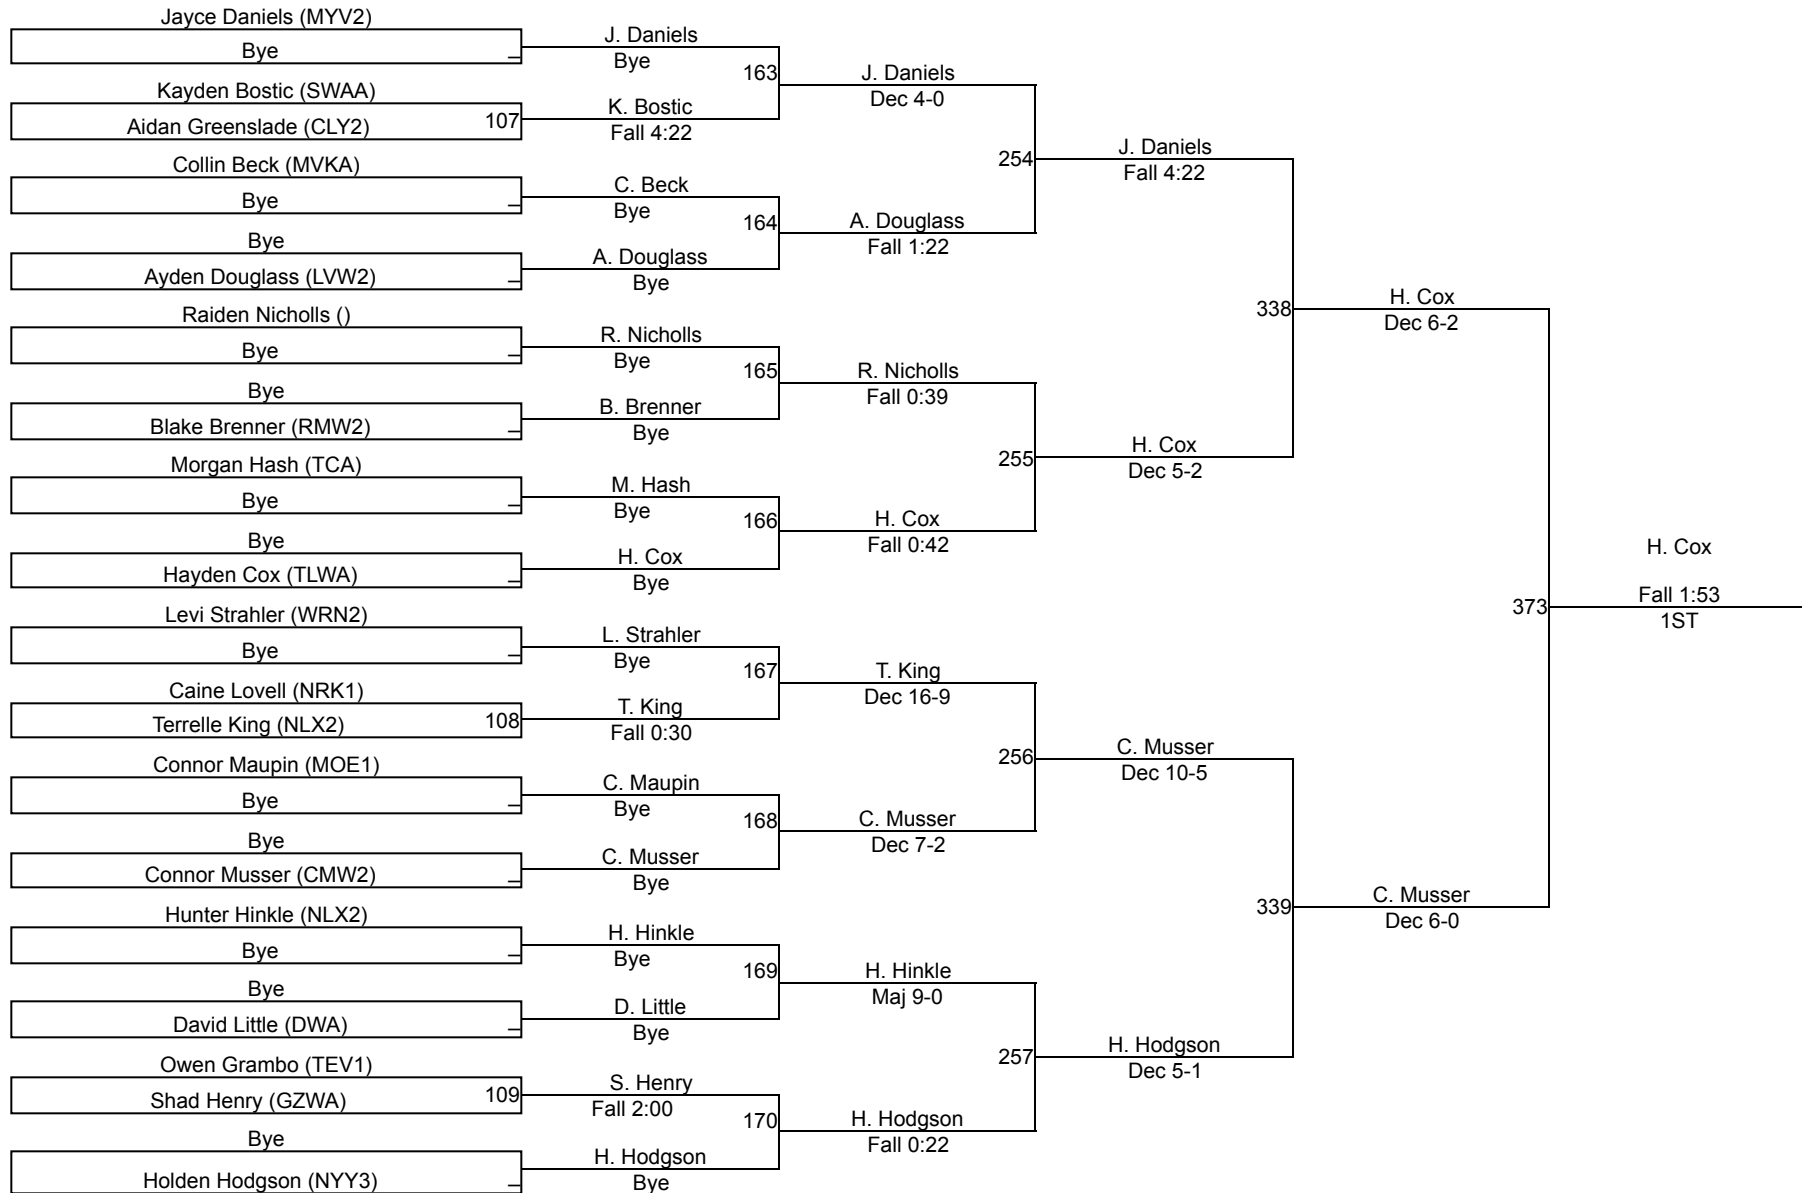 Jayce Daniels (MYV2)
Bye
Kayden Bostic (SWAA)
Aidan Greenslade (CLY2)
107
Collin Beck (MVKA)
Bye
Bye
Ayden Douglass (LVW2)
Raiden Nicholls ()
Bye
Bye
Blake Brenner (RMW2)
Morgan Hash (TCA)
Bye
Bye
Hayden Cox (TLWA)
Levi Strahler (WRN2)
Bye
Caine Lovell (NRK1)
Terrelle King (NLX2)
108
Connor Maupin (MOE1)
Bye
Bye
Connor Musser (CMW2)
Hunter Hinkle (NLX2)
Bye
Bye
David Little (DWA)
Owen Grambo (TEV1)
Shad Henry (GZWA)
109
Bye
Holden Hodgson (NYY3)
J. Daniels
Bye
163
K. Bostic
Fall 4:22
C. Beck
Bye
164
A. Douglass
Bye
R. Nicholls
Bye
165
B. Brenner
Bye
M. Hash
Bye
166
H. Cox
Bye
L. Strahler
Bye
167
T. King
Fall 0:30
C. Maupin
Bye
168
C. Musser
Bye
H. Hinkle
Bye
169
D. Little
Bye
S. Henry
Fall 2:00
170
H. Hodgson
Bye
J. Daniels
Dec 4-0
254
A. Douglass
Fall 1:22
R. Nicholls
Fall 0:39
255
H. Cox
Fall 0:42
T. King
Dec 16-9
256
C. Musser
Dec 7-2
H. Hinkle
Maj 9-0
257
H. Hodgson
Fall 0:22
J. Daniels
Fall 4:22
338
H. Cox
Dec 5-2
C. Musser
Dec 10-5
339
H. Hodgson
Dec 5-1
H. Cox
Dec 6-2
373
C. Musser
Dec 6-0
H. Cox
Fall 1:53
1ST